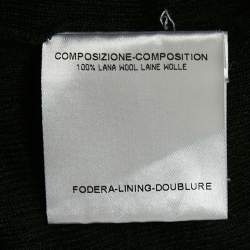 COMPOSIZIONE-COMPOSITION
100% LANA WOOL LAINE WOLLE
FODERA-LINING-DOUBLURE